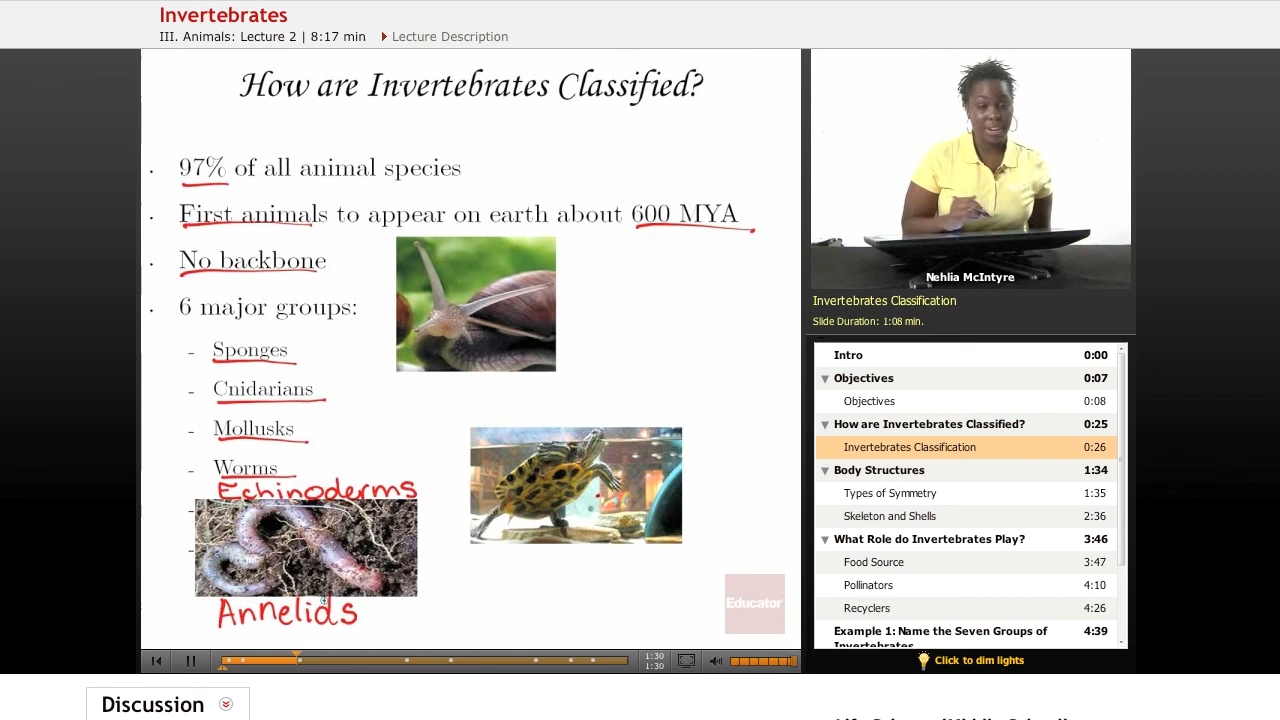 Invertebrates
III. Animals: Lecture 2 | 8:17 min Lecture Description
How are Invertebrates Classified?
97% of all animal species
First animals to appear on earth about 600 MYA
No backbone
6 major groups:
- Sponges
- Cnidarians
- Mollusks
- Worms
Echinoderms
-
-
Annelids
Educator
1:30
1:30
Nehlia McIntyre
Invertebrates Classification
Slide Duration: 1:08 min.
Intro 0:00
Objectives 0:07
Objectives 0:08
How are Invertebrates Classified? 0:25
Invertebrates Classification 0:26
Body Structures 1:34
Types of Symmetry 1:35
Skeleton and Shells 2:36
What Role do Invertebrates Play? 3:46
Food Source 3:47
Pollinators 4:10
Recyclers 4:26
Example 1: Name the Seven Groups of 4:39
Invertebrates
Click to dim lights
Discussion